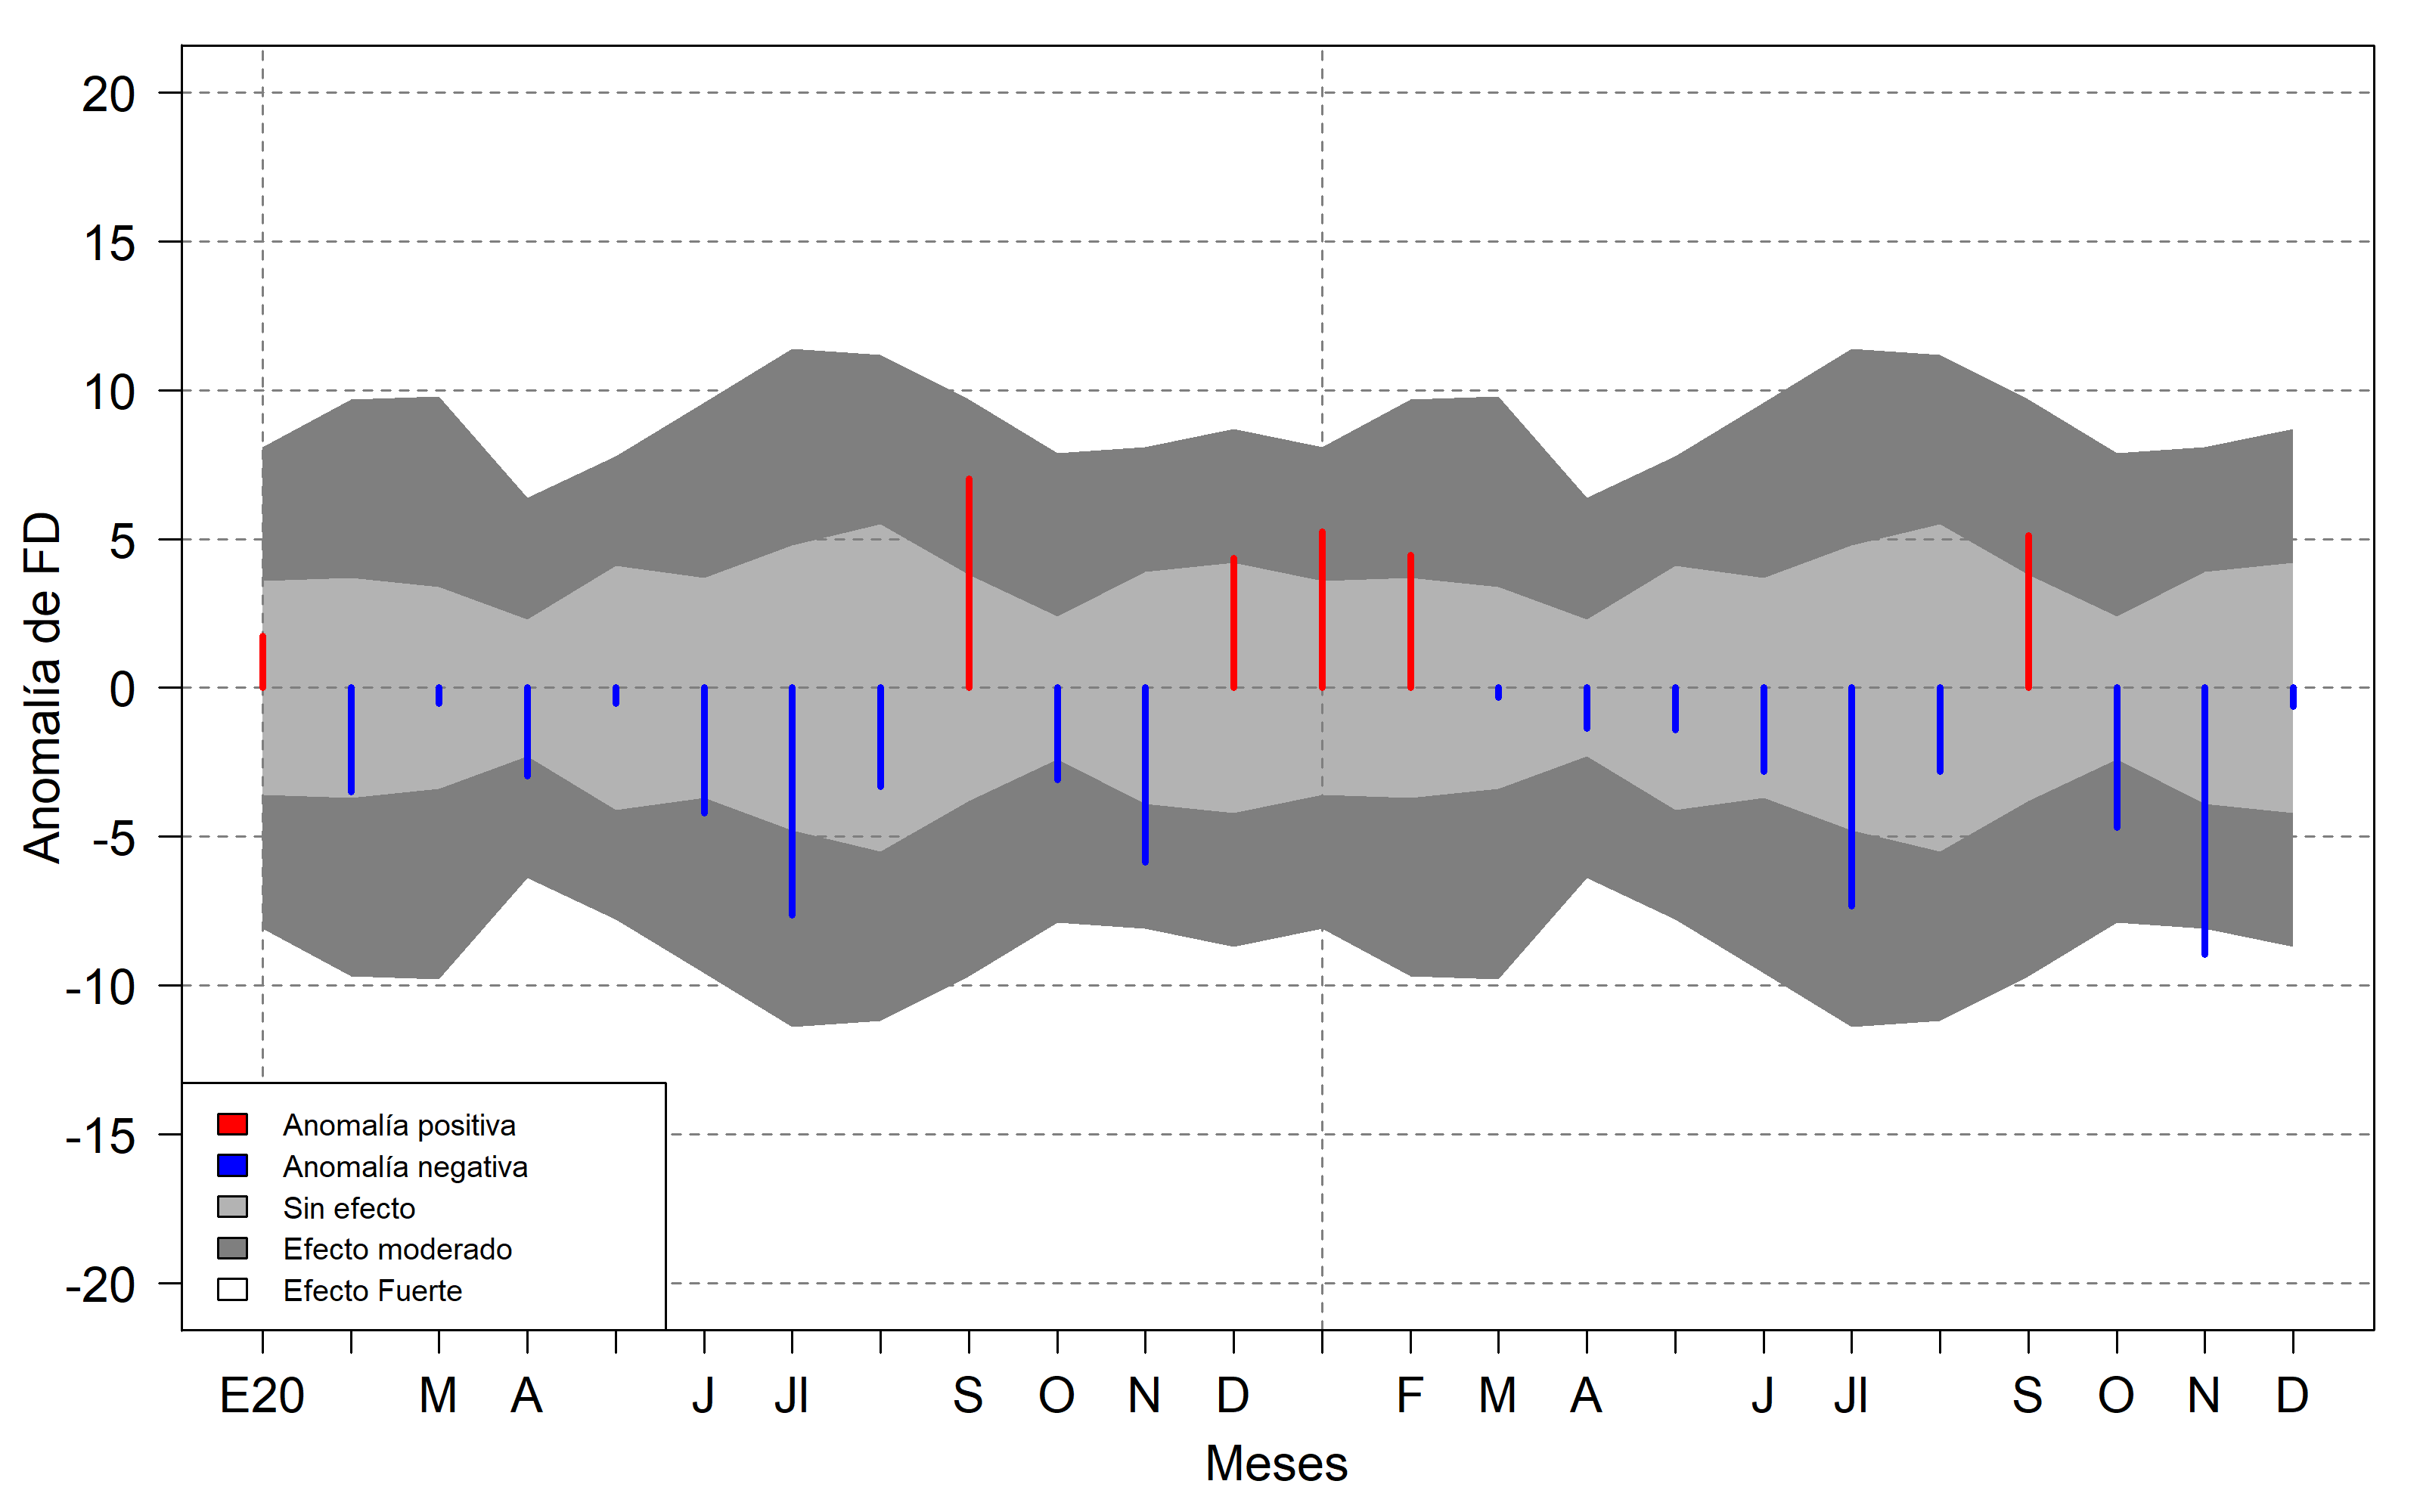 20
15
10
5
0
-5
-10
-15
-20
Anomalía de FD
Anomalía positiva
Anomalía negativa
Sin efecto
Efecto moderado
Efecto Fuerte
E20 M A J Jl S O N D F M A J Jl S O N D
Meses